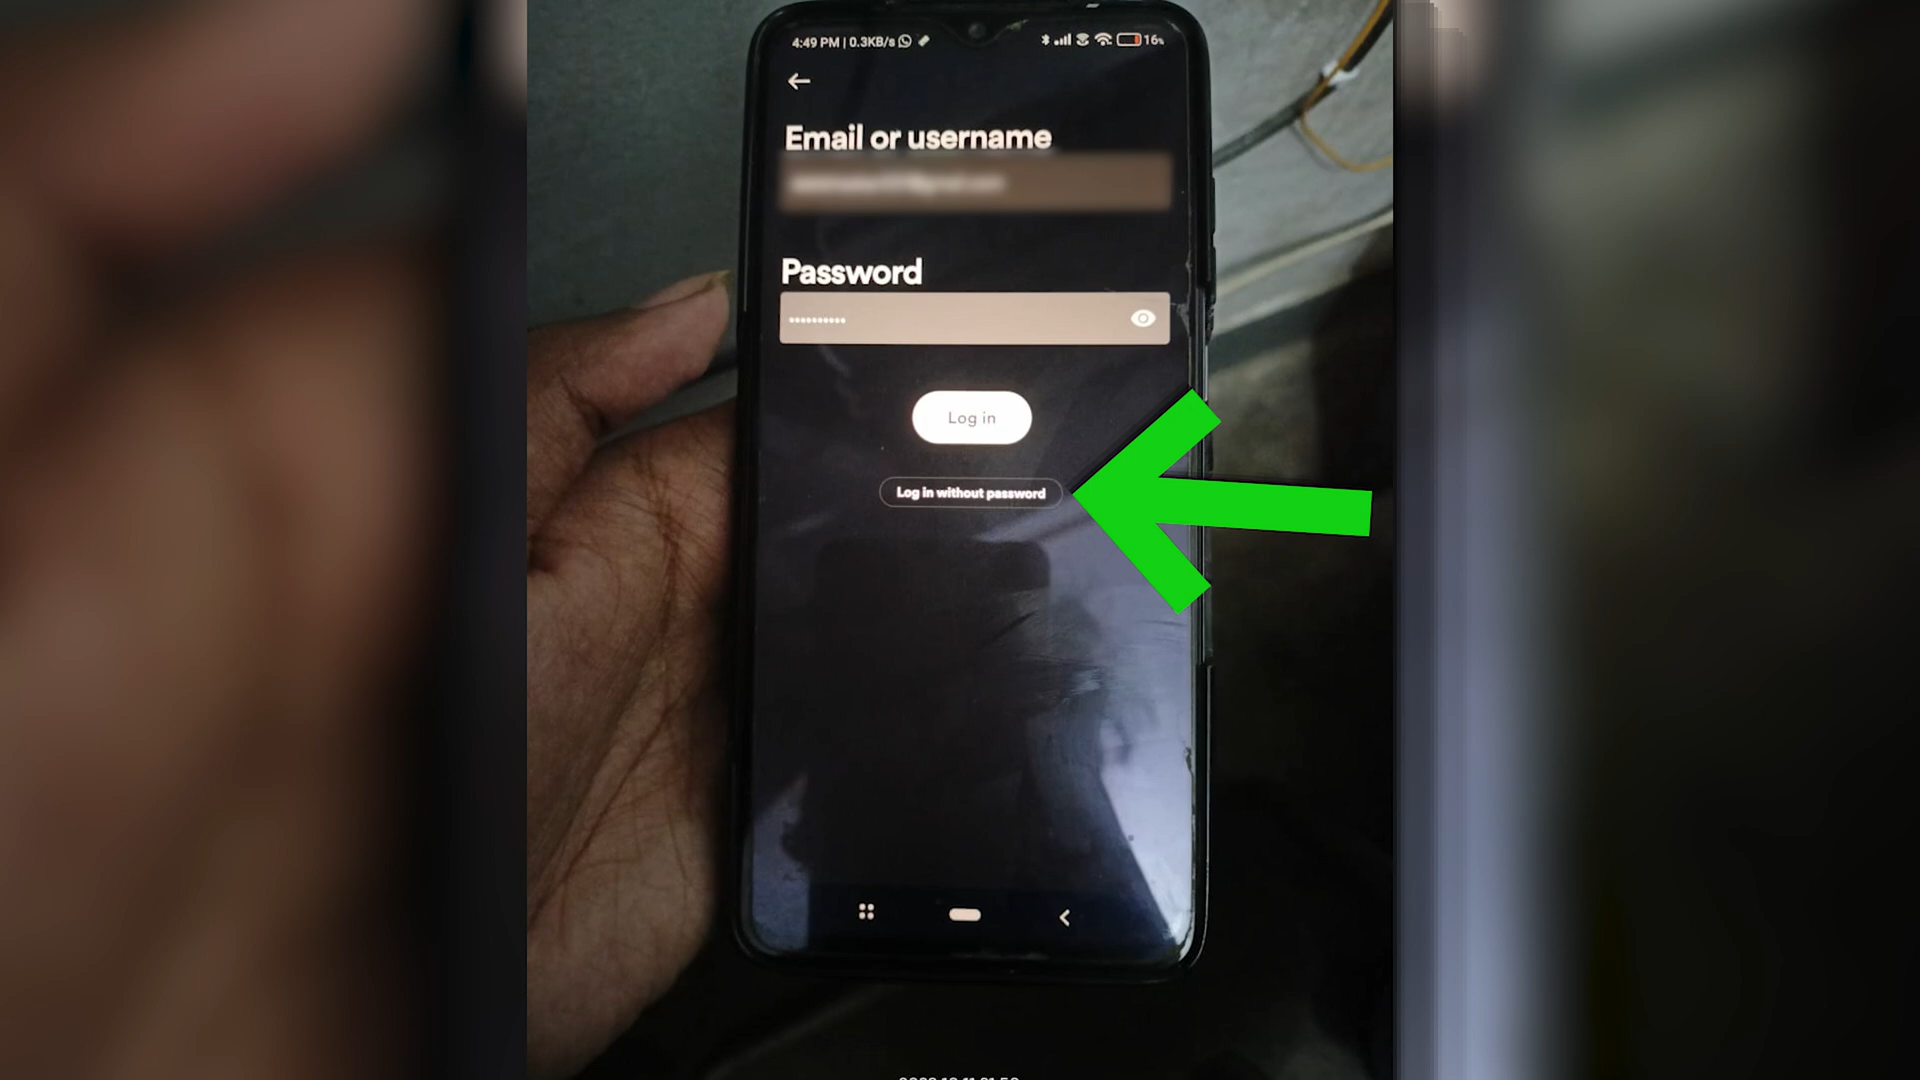 4:49 PM | 0.3KB/s 16%
Email or username
Password
Log in
Log in without password